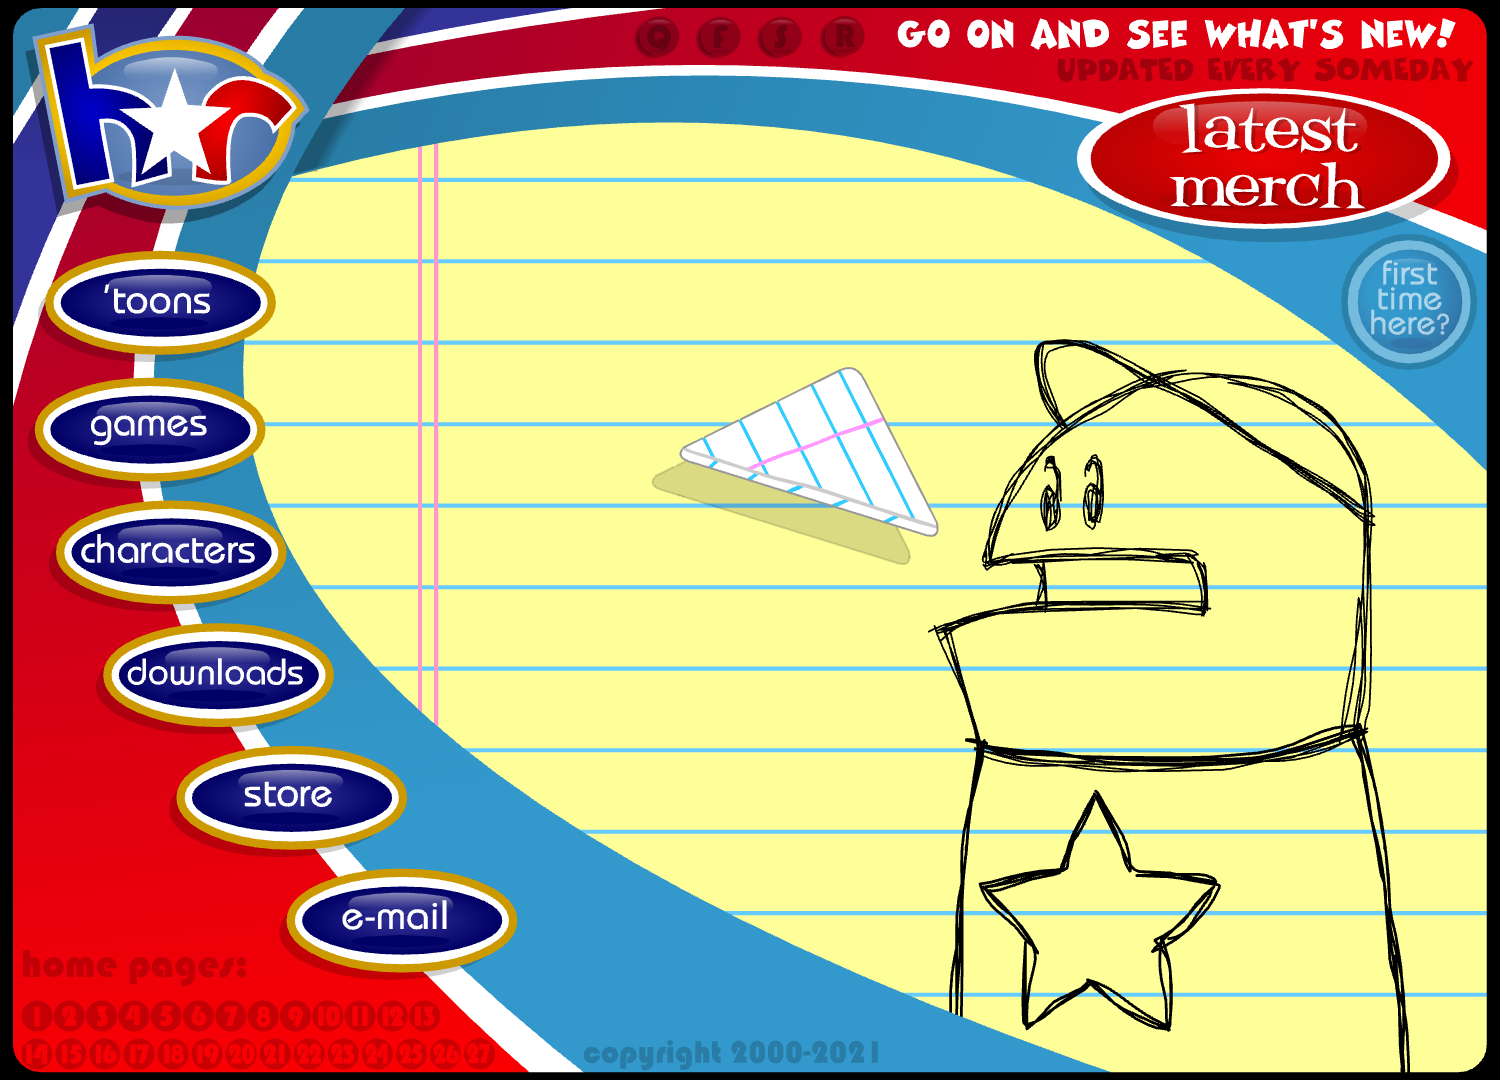 hr
Q F S R
GO ON AND SEE WHAT'S NEW!
UPDATED EVERY SOMEDAY
latest
merch
first
time
here?
'toons
games
characters
downloads
store
e-mail
home pages:
1 2 3 4 5 6 7 8 9 10 11 12 13
14 15 16 17 18 19 20 21 22 23 24 25 26 27
copyright 2000-2021